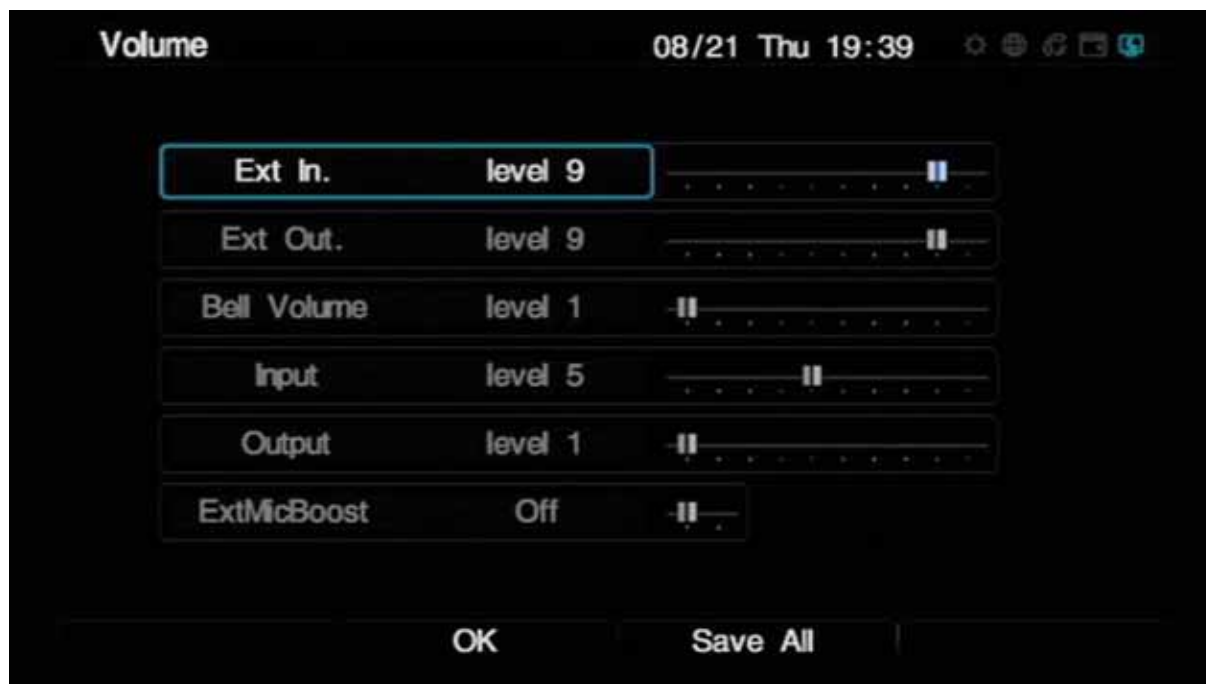 Volume 08/21 Thu 19:39
Ext In. level 9
Ext Out. level 9
Bell Volume level 1
Input level 5
Output level 1
ExtMicBoost Off
OK Save All